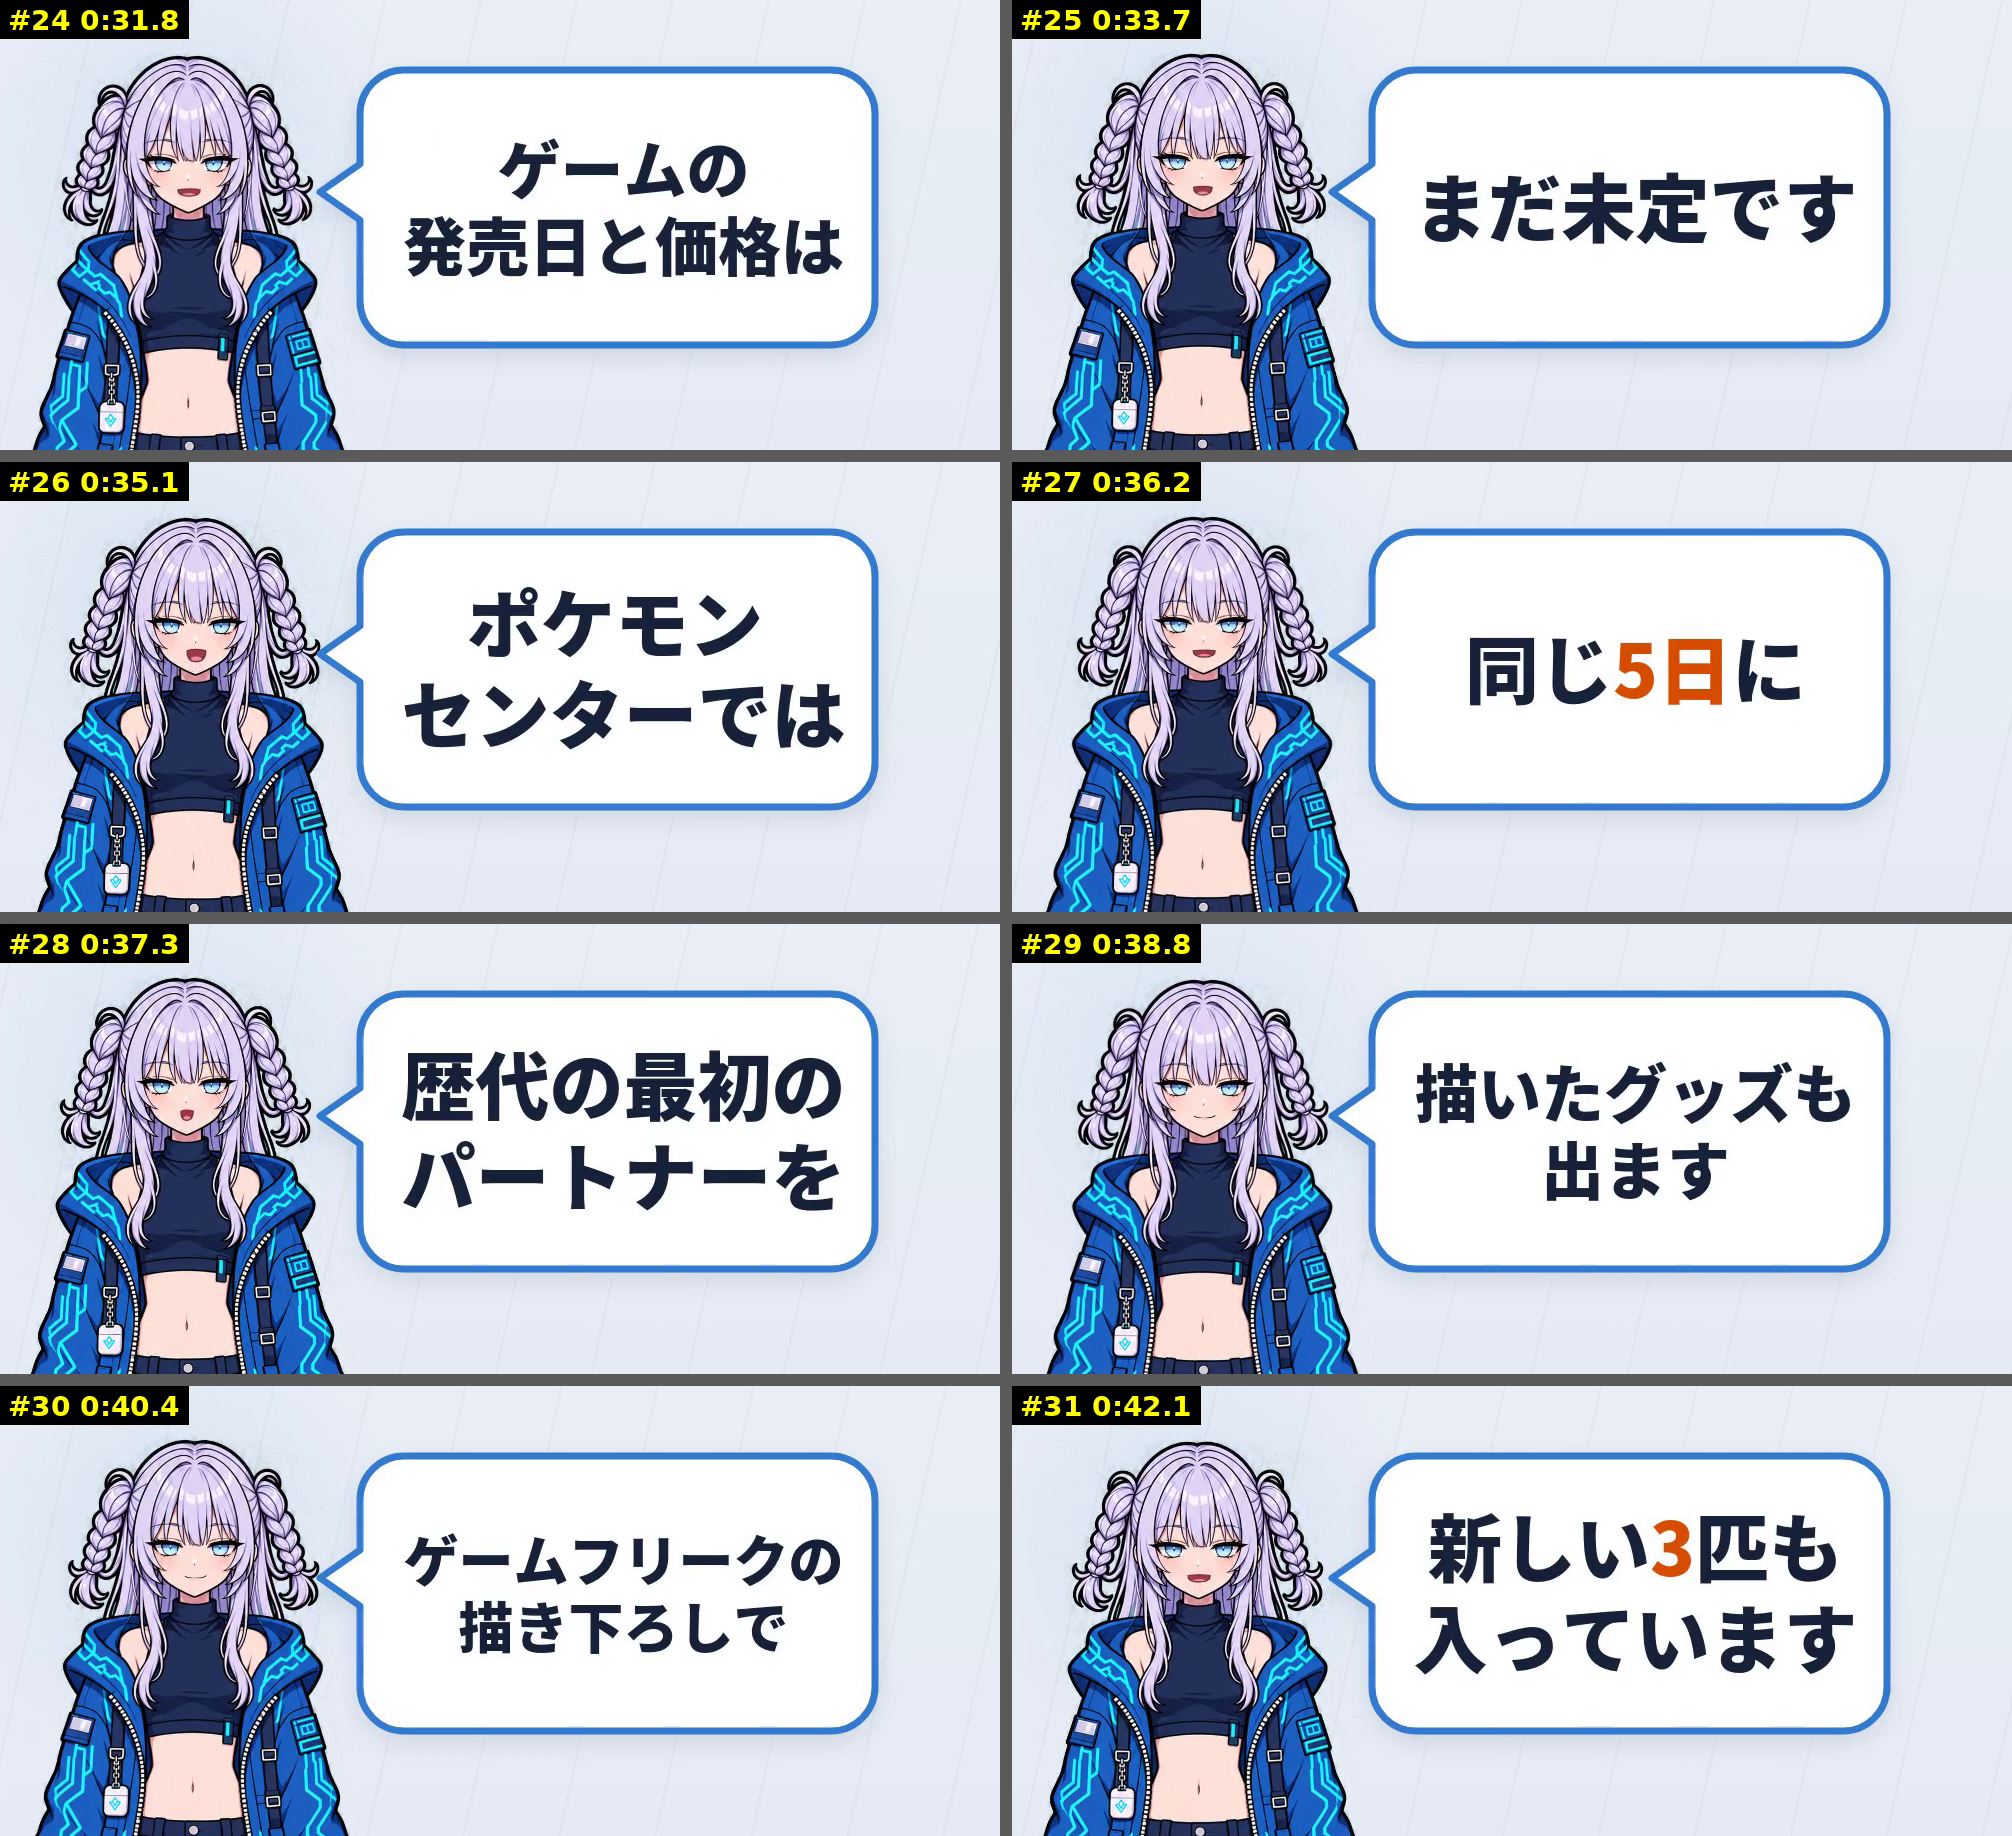 #24 0:31.8
ゲームの
発売日と価格は
#25 0:33.7
まだ未定です
#26 0:35.1
ポケモン
センターでは
#27 0:36.2
同じ5日に
#28 0:37.3
歴代の最初の
パートナーを
#29 0:38.8
描いたグッズも
出ます
#30 0:40.4
ゲームフリークの
描き下ろしで
#31 0:42.1
新しい3匹も
入っています